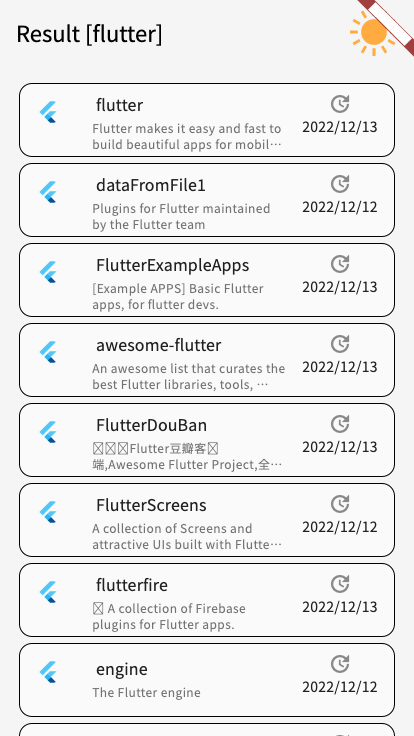 Result [flutter]
flutter
Flutter makes it easy and fast to
build beautiful apps for mobil…
2022/12/13
dataFromFile1
Plugins for Flutter maintained
by the Flutter team
2022/12/12
FlutterExampleApps
[Example APPS] Basic Flutter
apps, for flutter devs.
2022/12/13
awesome-flutter
An awesome list that curates the
best Flutter libraries, tools, …
2022/12/13
FlutterDouBan
Flutter豆瓣客
端,Awesome Flutter Project,全…
2022/12/13
FlutterScreens
A collection of Screens and
attractive UIs built with Flutte…
2022/12/12
flutterfire
A collection of Firebase
plugins for Flutter apps.
2022/12/13
engine
The Flutter engine
2022/12/12